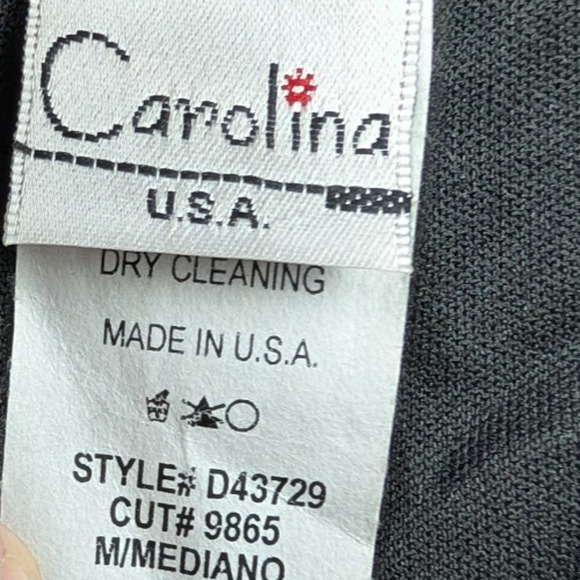 Carolina
U.S.A.
DRY CLEANING
MADE IN U.S.A.
STYLE# D43729
CUT# 9865
M/MEDIANO